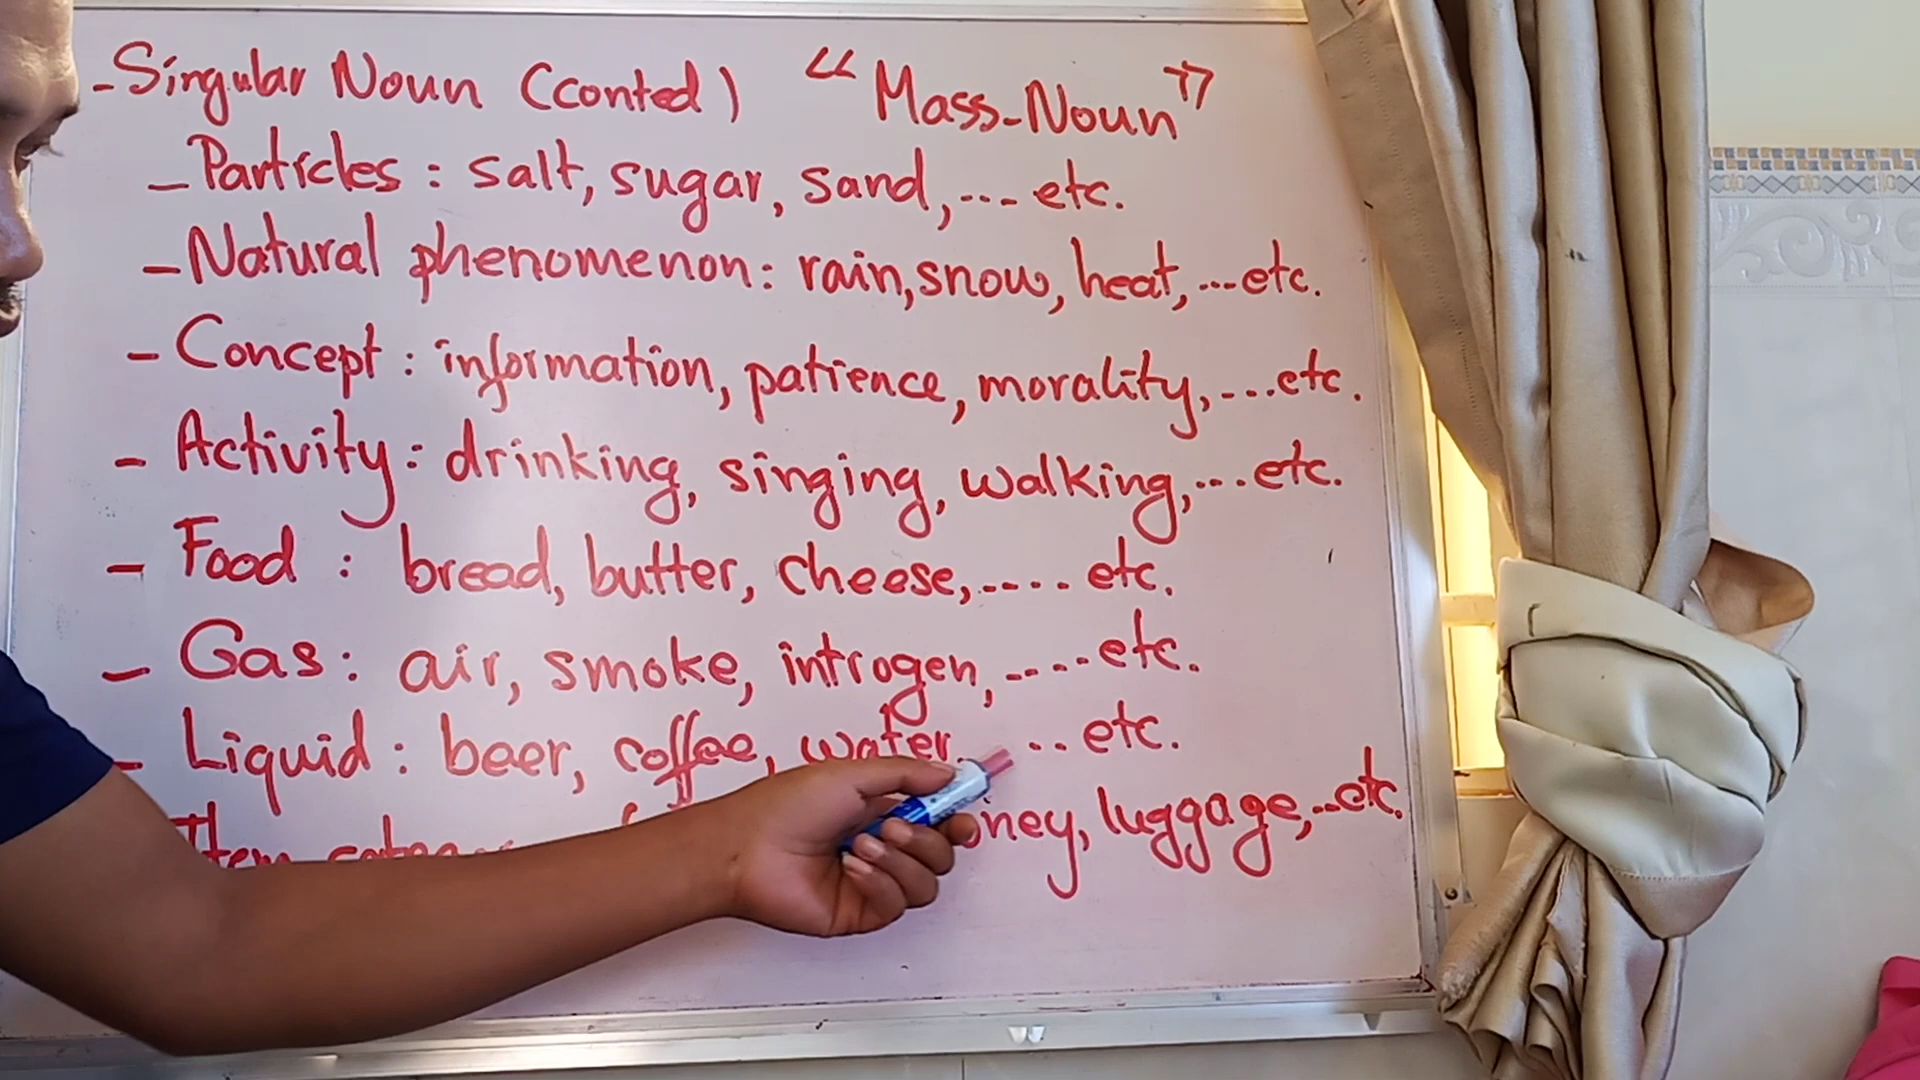 - Singular Noun (conted) “Mass-Noun”
- Particles : salt, sugar, sand, ... etc.
- Natural phenomenon: rain, snow, heat, ... etc.
- Concept : information, patience, morality, ... etc.
- Activity : drinking, singing, walking, ... etc.
- Food : bread, butter, cheese, .... etc.
- Gas : air, smoke, introgen, .... etc.
- Liquid : beer, coffee, water, ... etc.
Item luggage, ... etc.